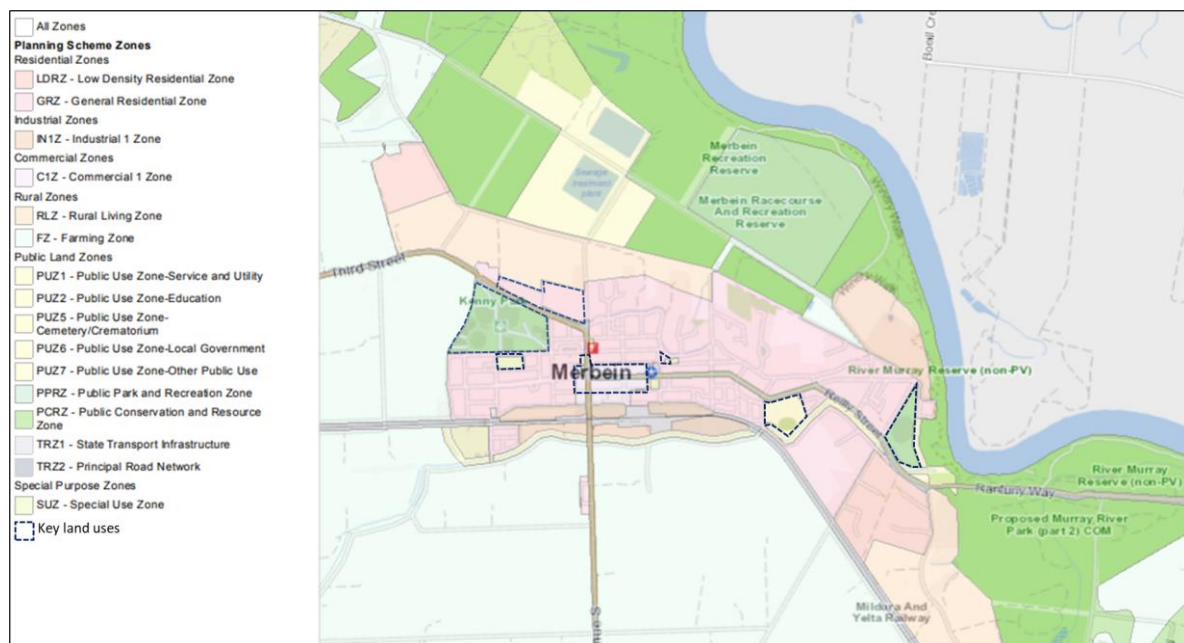 All Zones
Planning Scheme Zones
Residential Zones
LDRZ - Low Density Residential Zone
GRZ - General Residential Zone
Industrial Zones
IN1Z - Industrial 1 Zone
Commercial Zones
C1Z - Commercial 1 Zone
Rural Zones
RLZ - Rural Living Zone
FZ - Farming Zone
Public Land Zones
PUZ1 - Public Use Zone-Service and Utility
PUZ2 - Public Use Zone-Education
PUZ5 - Public Use Zone-
Cemetery/Crematorium
PUZ6 - Public Use Zone-Local Government
PUZ7 - Public Use Zone-Other Public Use
PPRZ - Public Park and Recreation Zone
PCRZ - Public Conservation and Resource
Zone
TRZ1 - State Transport Infrastructure
TRZ2 - Principal Road Network
Special Purpose Zones
SUZ - Special Use Zone
Key land uses
Merbein
Recreation
Reserve
Merbein Racecourse
And Recreation
Reserve
Sewage
treatment
plant
Winery Walk
Third Street
Kenny
Merbein
River Murray Reserve (non-PV)
Reilly Street
Ranfurly Way
River Murray
Reserve (non-PV)
Proposed Murray River
Park (part 2) COM
Mildura And
Yelta Railway